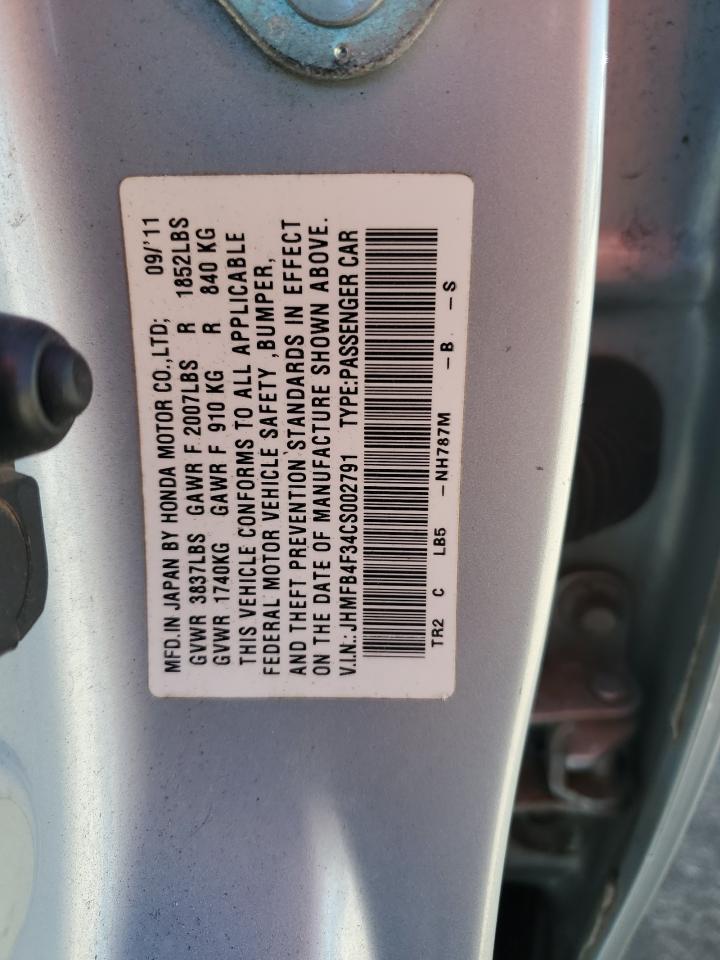 MFD.IN JAPAN BY HONDA MOTOR CO.,LTD; 09/'11
GVWR 3837LBS GAWR F 2007LBS R 1852LBS
GVWR 1740KG GAWR F 910 KG R 840 KG
THIS VEHICLE CONFORMS TO ALL APPLICABLE
FEDERAL MOTOR VEHICLE SAFETY ,BUMPER,
AND THEFT PREVENTION STANDARDS IN EFFECT
ON THE DATE OF MANUFACTURE SHOWN ABOVE.
V.I.N.: JHMFB4F34CS002791 TYPE:PASSENGER CAR
TR2 C LB5 -NH787M -B -S